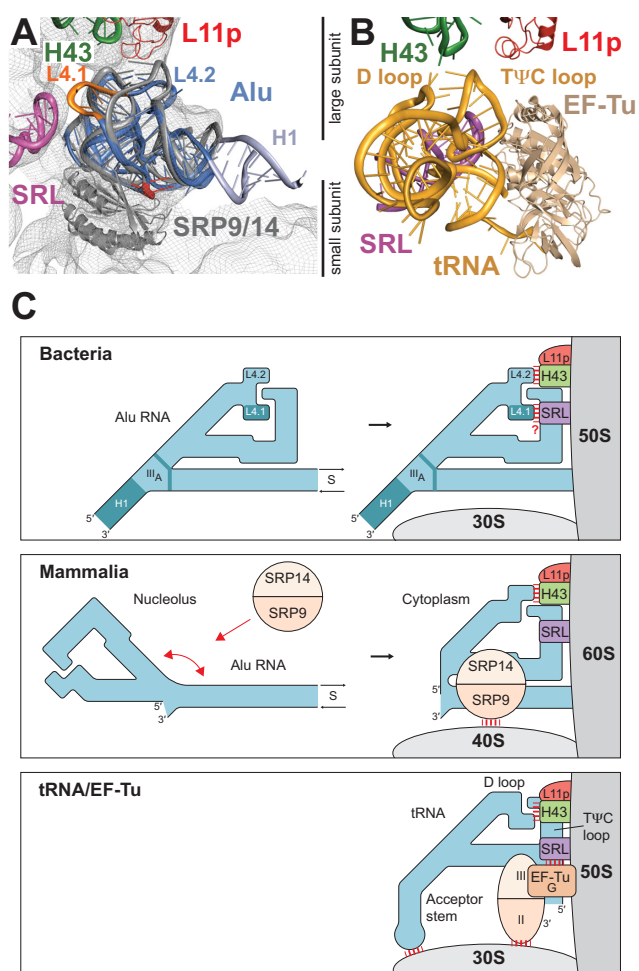 A
H43
L11p
L4.1
L4.2
Alu
H1
SRL
SRP9/14
large subunit
small subunit
B
H43
L11p
D loop
TΨC loop
EF-Tu
SRL
tRNA
C
Bacteria
Alu RNA
L4.2
L4.1
III A
H1
5′
3′
S
L11p
H43
L4.2
L4.1
SRL
?
50S
III A
H1
5′
3′
30S
Mammalia
Nucleolus
SRP14
SRP9
Alu RNA
5′
3′
S
Cytoplasm
L11p
H43
SRL
60S
SRP14
SRP9
5′
3′
40S
tRNA/EF-Tu
D loop
L11p
H43
tRNA
TΨC
loop
SRL
50S
III
EF-Tu
G
Acceptor
stem
II
5′
3′
30S